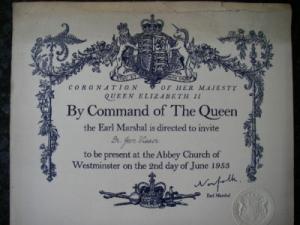 CORONATION OF HER MAJESTY
QUEEN ELIZABETH II
By Command of The Queen
the Earl Marshal is directed to invite
Dr.
to be present at the Abbey Church of
Westminster on the 2nd day of June 1953
Norfolk.
Earl Marshal